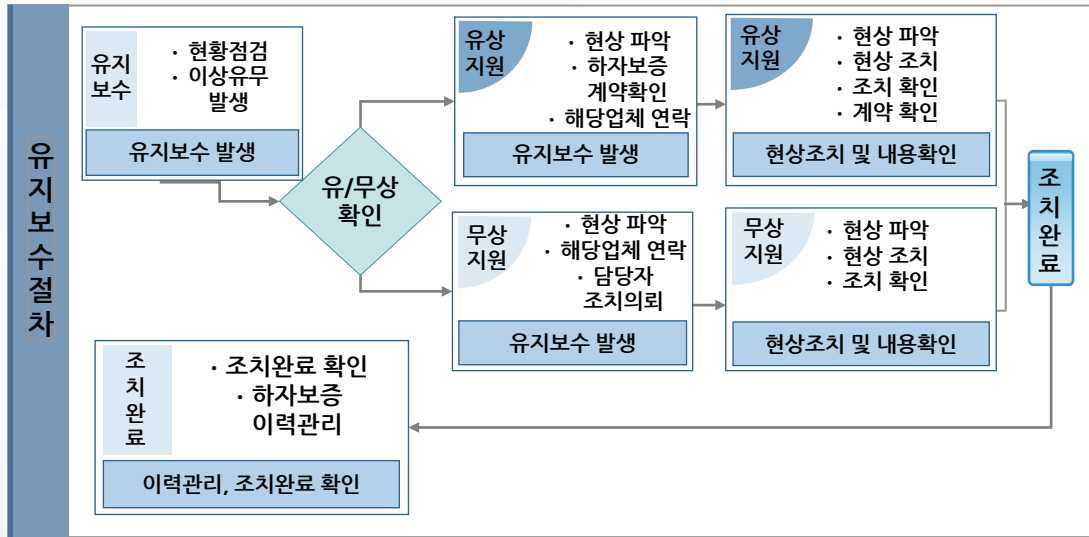 유지보수절차
유지
보수
· 현황점검
· 이상유무
발생
유지보수 발생
유/무상
확인
유상
지원
· 현상 파악
· 하자보증
계약확인
· 해당업체 연락
유지보수 발생
유상
지원
· 현상 파악
· 현상 조치
· 조치 확인
· 계약 확인
현상조치 및 내용확인
무상
지원
· 현상 파악
· 해당업체 연락
· 담당자
조치의뢰
유지보수 발생
무상
지원
· 현상 파악
· 현상 조치
· 조치 확인
현상조치 및 내용확인
조치완료
조치완료
· 조치완료 확인
· 하자보증
이력관리
이력관리, 조치완료 확인